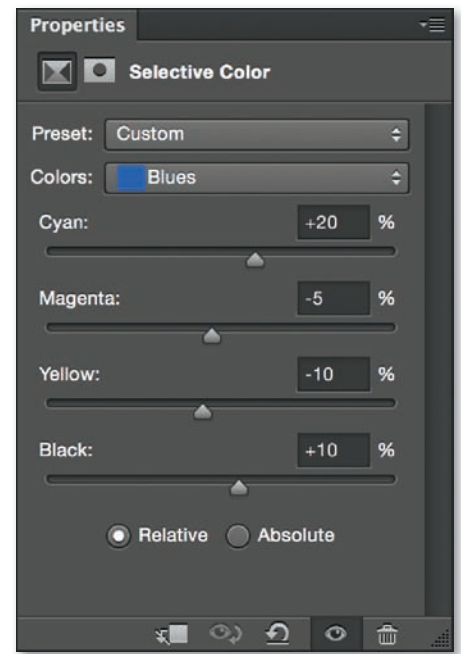 Properties
Selective Color
Preset: Custom
Colors: Blues
Cyan: +20 %
Magenta: -5 %
Yellow: -10 %
Black: +10 %
Relative Absolute